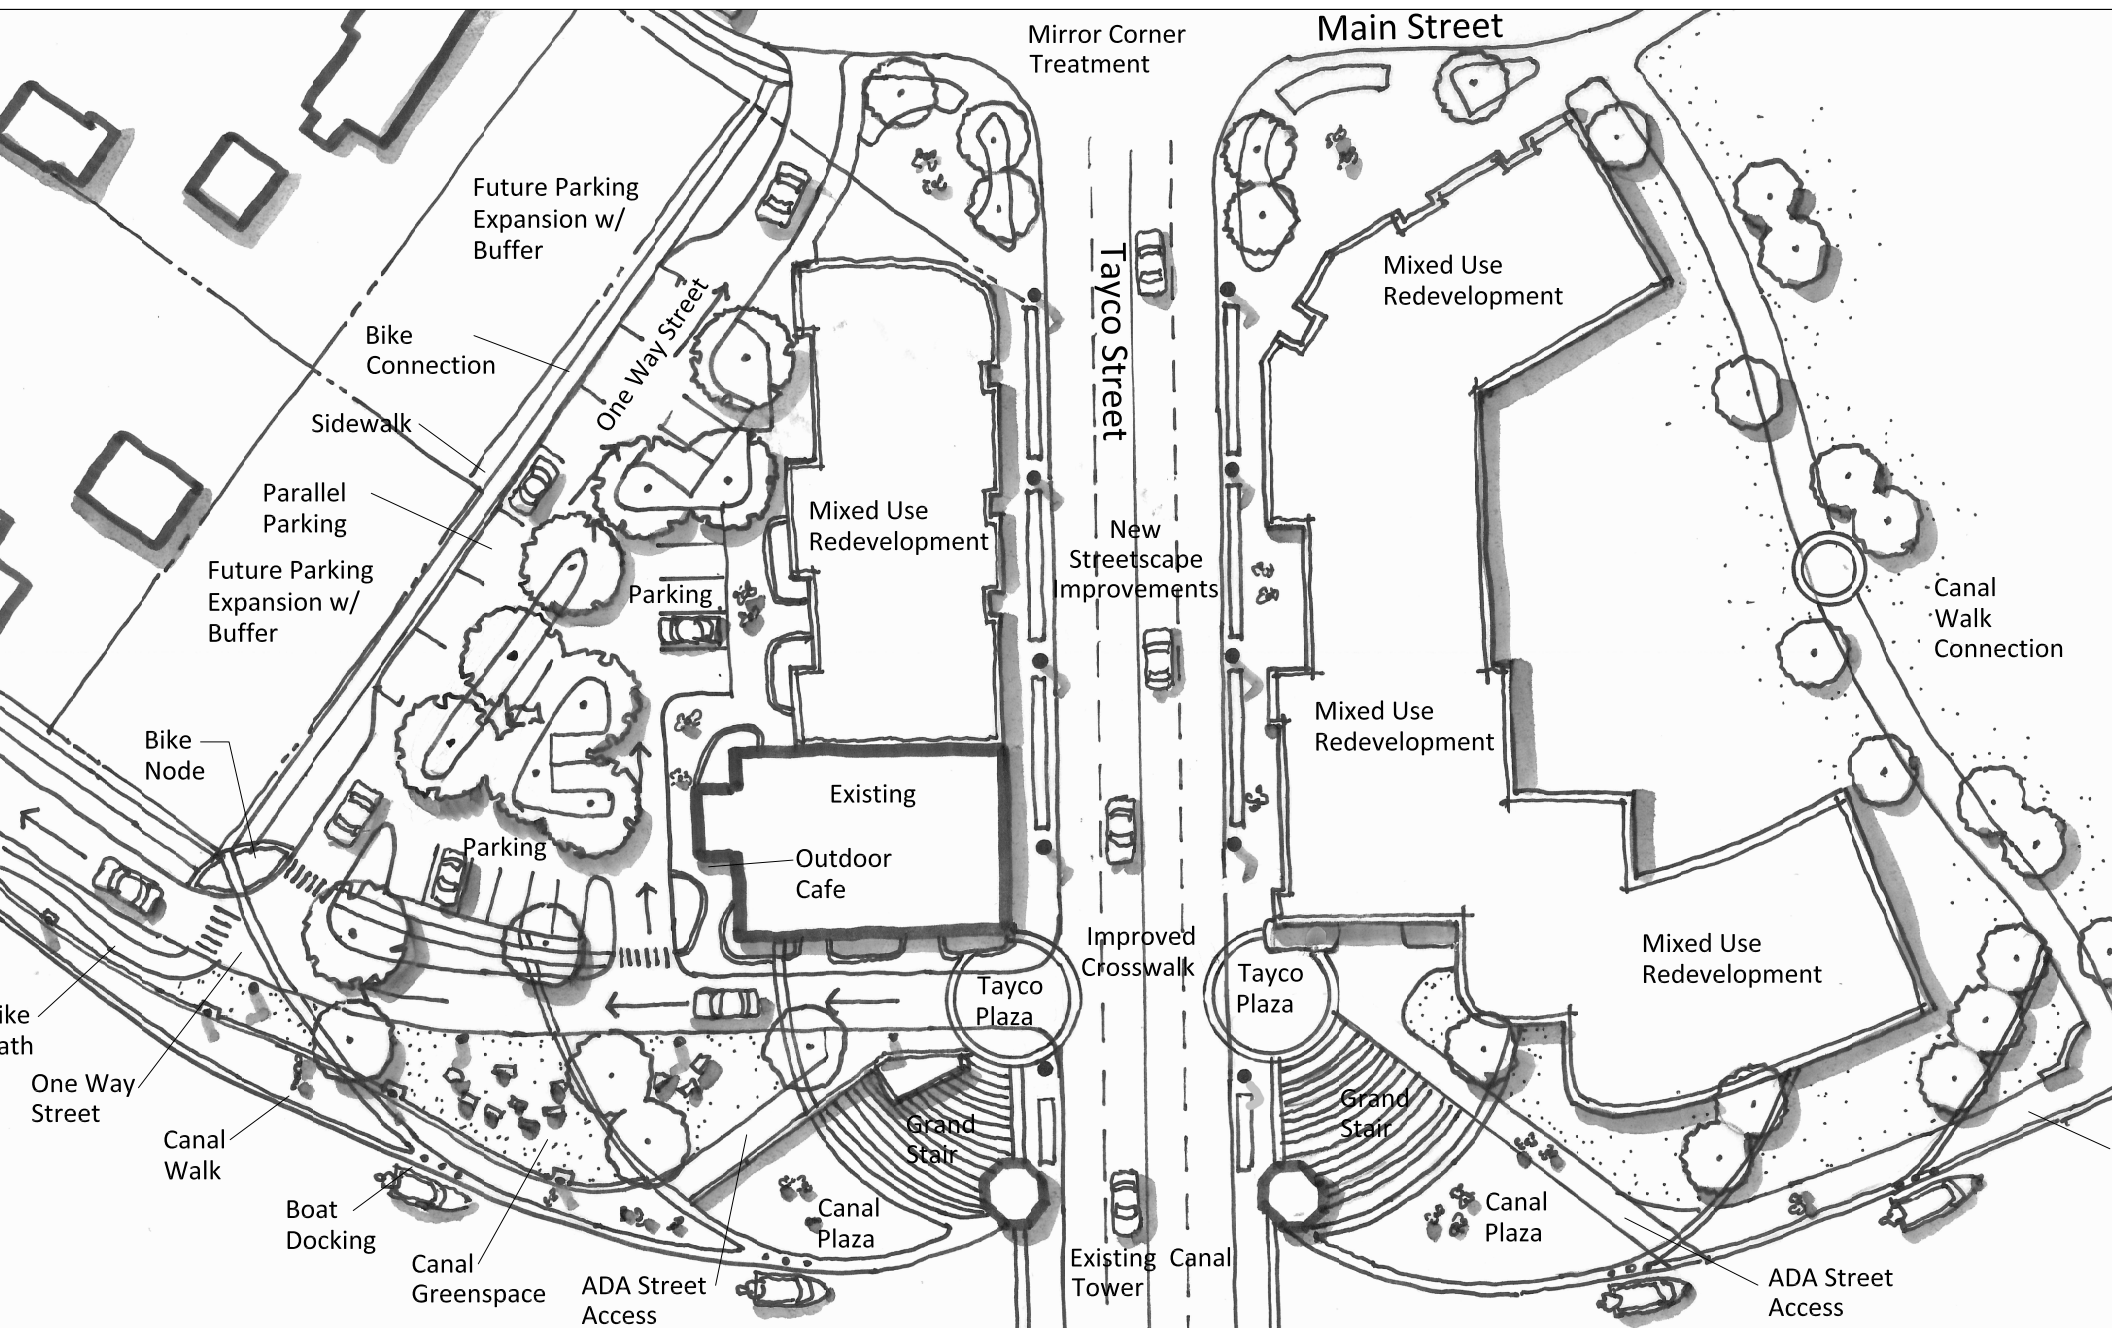 Main Street
Mirror Corner
Treatment
Future Parking
Expansion w/
Buffer
Mixed Use
Redevelopment
Tayco Street
One Way Street
Bike
Connection
Sidewalk
Parallel
Parking
Mixed Use
Redevelopment
New
Streetscape
Improvements
Future Parking
Expansion w/
Buffer
Parking
Canal
Walk
Connection
Mixed Use
Redevelopment
Bike
Node
Existing
Parking
Outdoor
Cafe
Improved
Crosswalk
Mixed Use
Redevelopment
Tayco
Plaza
Tayco
Plaza
ike
ath
One Way
Street
Grand
Stair
Grand
Stair
Canal
Walk
Boat
Docking
Canal
Plaza
Canal
Plaza
Canal
Greenspace
ADA Street
Access
Existing Canal
Tower
ADA Street
Access